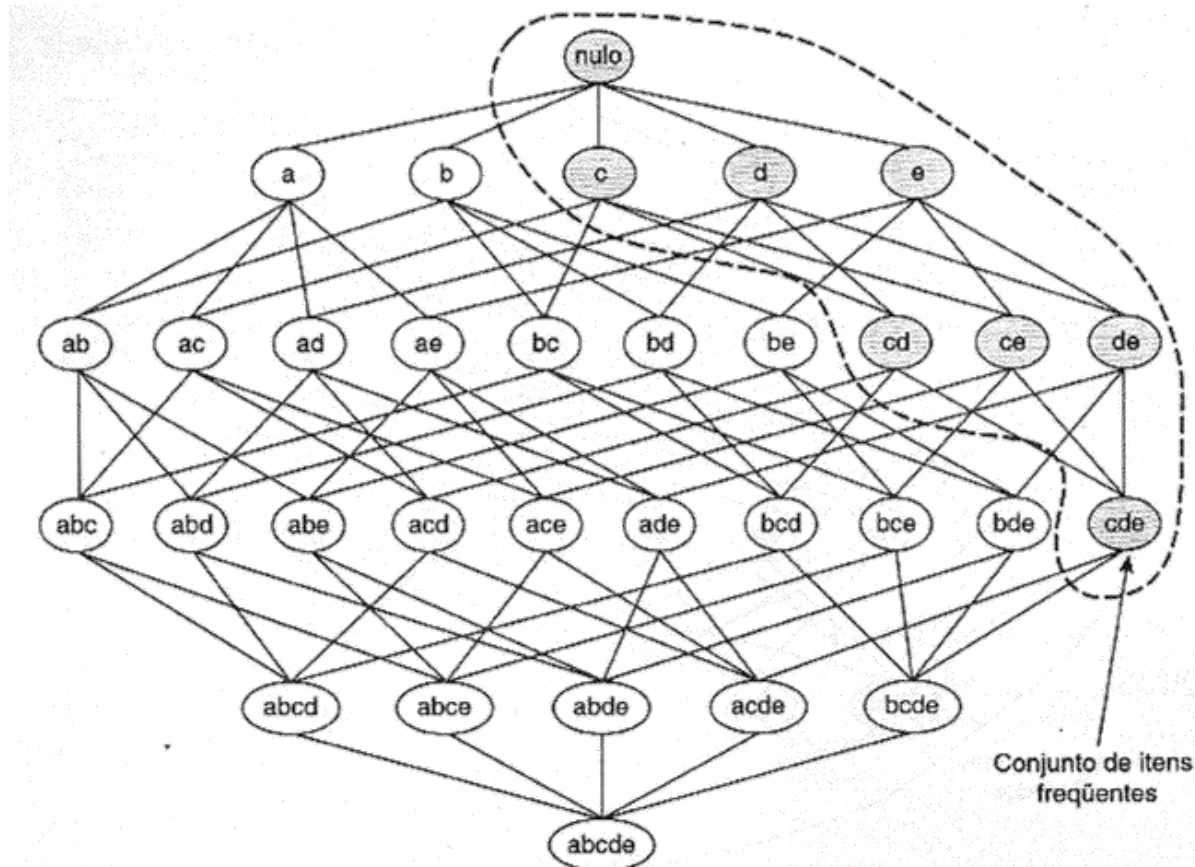 nulo
a b c d e
ab ac ad ae bc bd be cd ce de
abc abd abe acd ace ade bcd bce bde cde
abcd abce abde acde bcde
Conjunto de itens
freqüentes
abcde